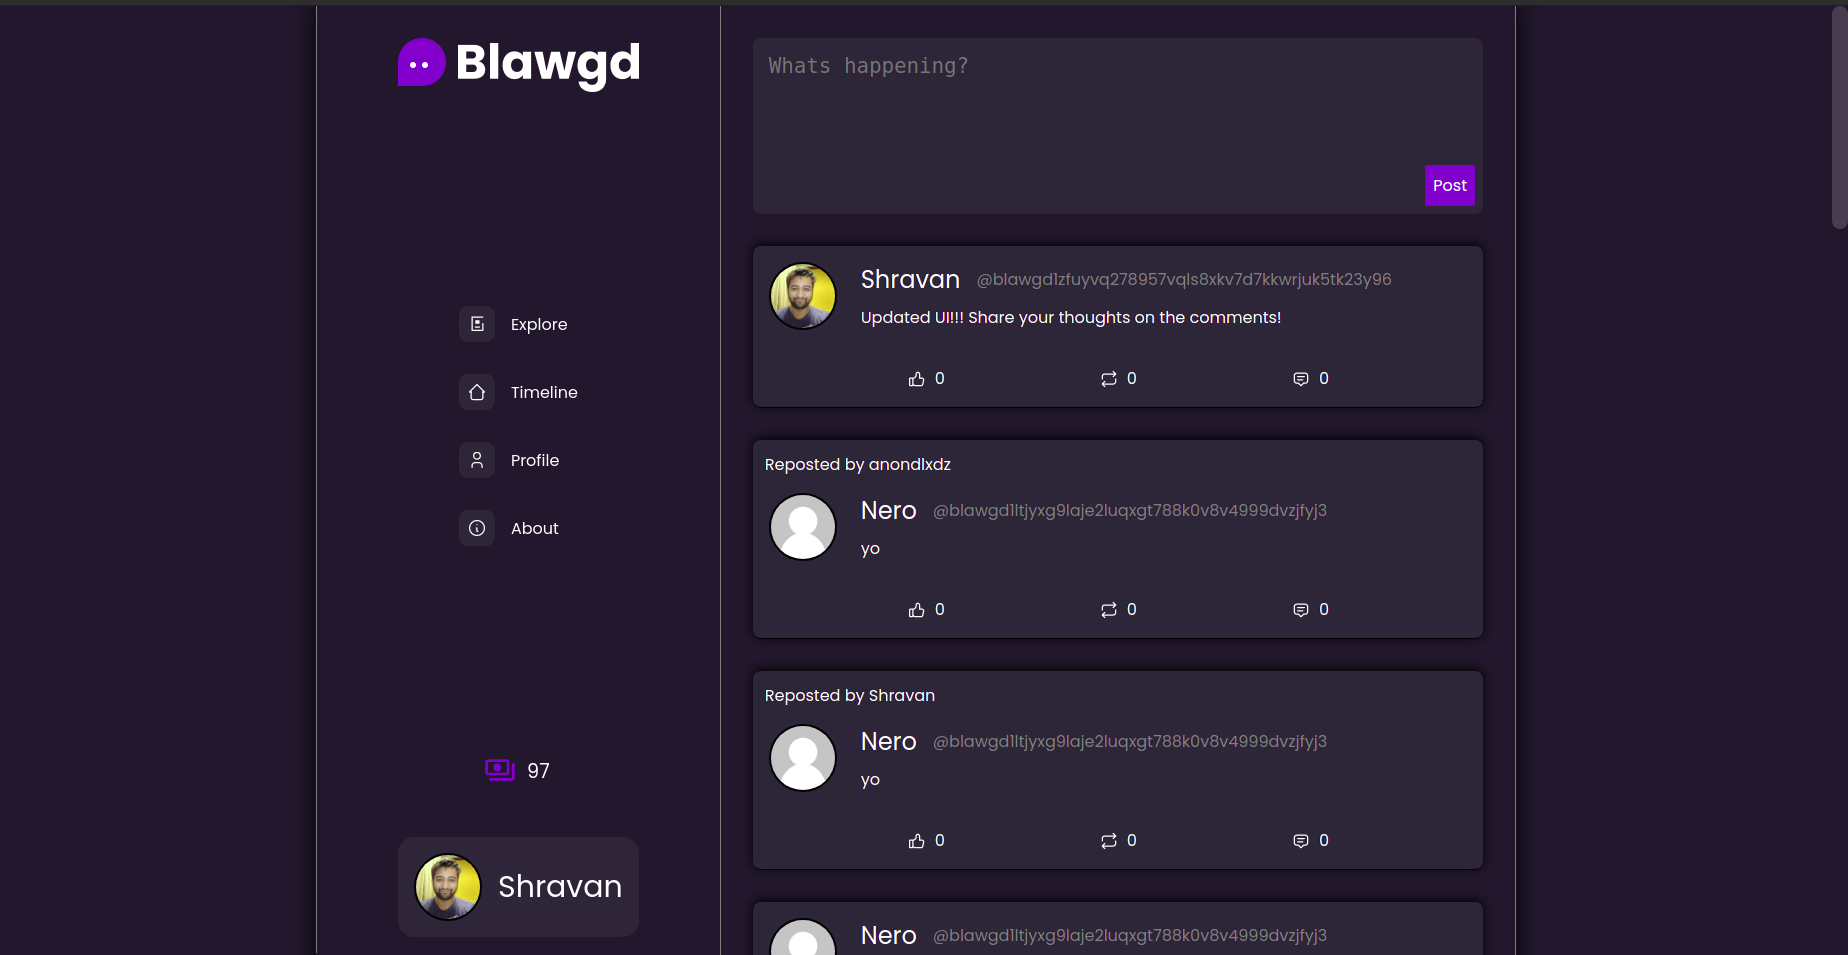 Blawgd
Explore
Timeline
Profile
About
97
Shravan
Whats happening?
Post
Shravan @blawgd1zfuyvq278957vqls8xkv7d7kkwrjuk5tk23y96
Updated UI!!! Share your thoughts on the comments!
0 0 0
Reposted by anondlxdz
Nero @blawgd1ltjyxg9laje2luqxgt788k0v8v4999dvzjfyj3
yo
0 0 0
Reposted by Shravan
Nero @blawgd1ltjyxg9laje2luqxgt788k0v8v4999dvzjfyj3
yo
0 0 0
Nero @blawgd1ltjyxg9laje2luqxgt788k0v8v4999dvzjfyj3